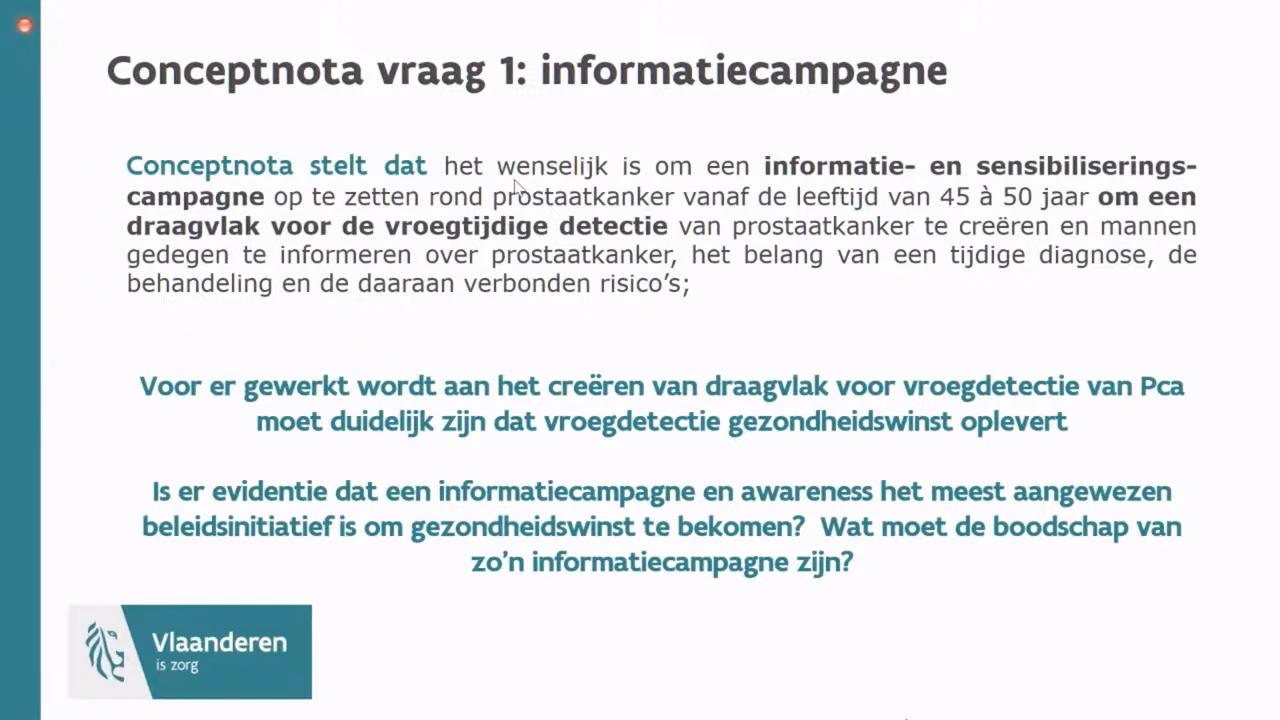 Conceptnota vraag 1: informatiecampagne
Conceptnota stelt dat het wenselijk is om een informatie- en sensibiliserings-
campagne op te zetten rond prostaatkanker vanaf de leeftijd van 45 à 50 jaar om een
draagvlak voor de vroegtijdige detectie van prostaatkanker te creëren en mannen
gedegen te informeren over prostaatkanker, het belang van een tijdige diagnose, de
behandeling en de daaraan verbonden risico’s;
Voor er gewerkt wordt aan het creëren van draagvlak voor vroegdetectie van Pca
moet duidelijk zijn dat vroegdetectie gezondheidswinst oplevert
Is er evidentie dat een informatiecampagne en awareness het meest aangewezen
beleidsinitiatief is om gezondheidswinst te bekomen? Wat moet de boodschap van
zo’n informatiecampagne zijn?
Vlaanderen
is zorg